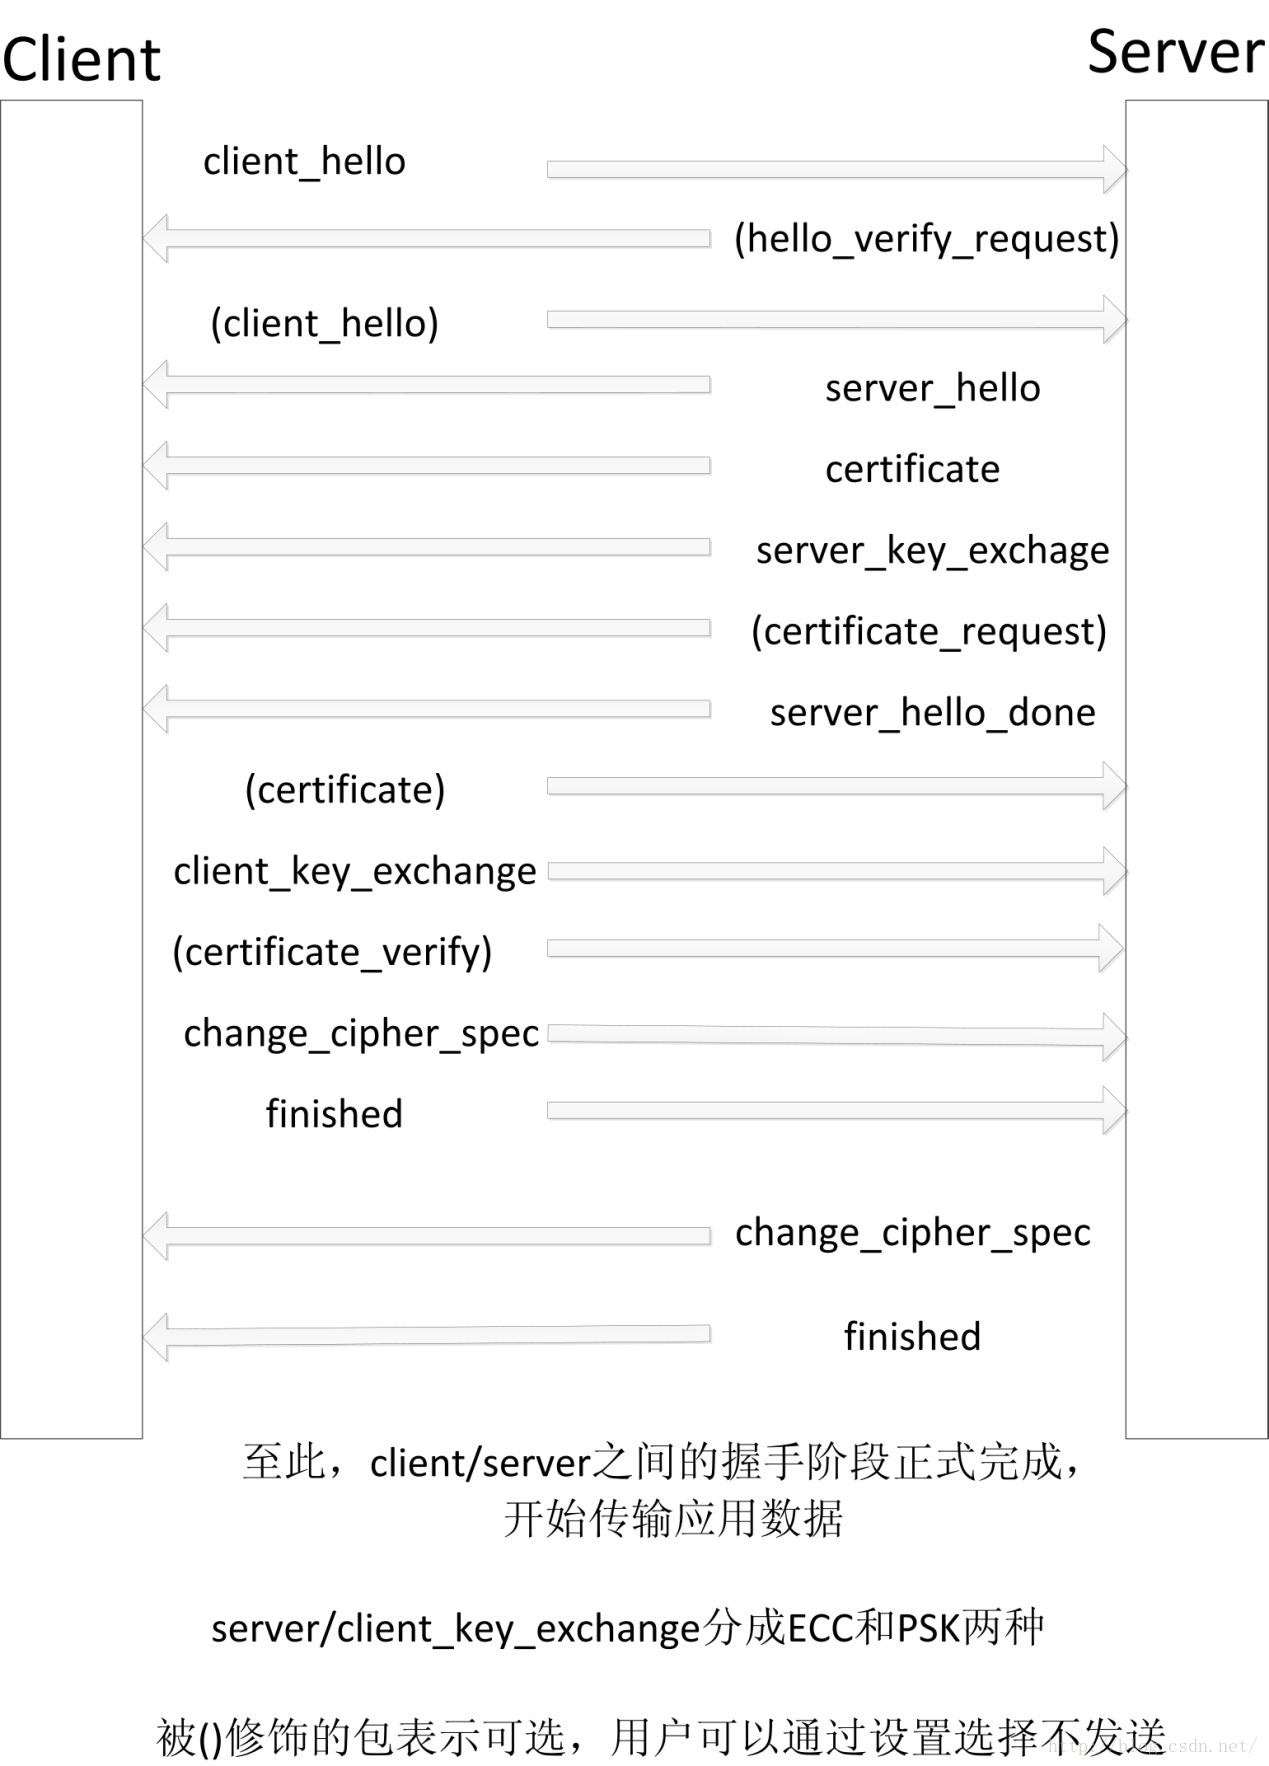 Client
Server
client_hello
(hello_verify_request)
(client_hello)
server_hello
certificate
server_key_exchage
(certificate_request)
server_hello_done
(certificate)
client_key_exchange
(certificate_verify)
change_cipher_spec
finished
change_cipher_spec
finished
至此，client/server之间的握手阶段正式完成，
开始传输应用数据
server/client_key_exchange分成ECC和PSK两种
被()修饰的包表示可选，用户可以通过设置选择不发送
http://blog.csdn.net/